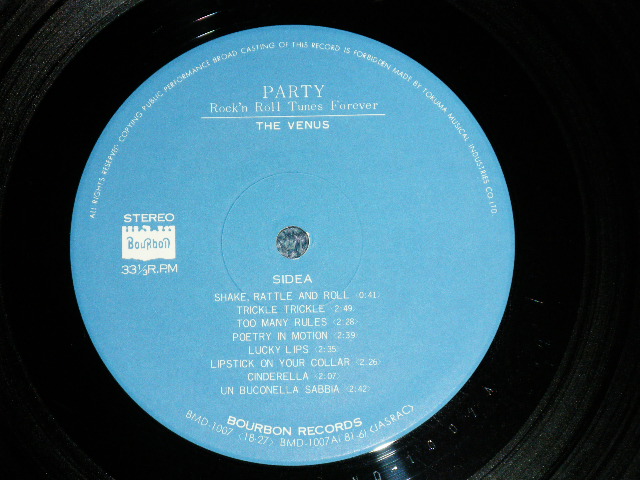 ALL RIGHTS RESERVED COPYING PUBLIC PERFORMANCE BROAD CASTING OF THIS RECORD IS FORBIDDEN MADE BY TOKUMA MUSICAL INDUSTRIES CO LTD.
PARTY
Rock'n Roll Tunes Forever
THE VENUS
STEREO
BouRboN
33⅓R.P.M
SIDE A
SHAKE, RATTLE AND ROLL (0:41)
TRICKLE TRICKLE (2:49)
TOO MANY RULES (2:28)
POETRY IN MOTION (2:39)
LUCKY LIPS (2:35)
LIPSTICK ON YOUR COLLAR (2:26)
CINDERELLA (2:07)
UN BUCONELLA SABBIA (2:42)
BOURBON RECORDS
BMD-1007 (18-27) BMD-1007A(81·6) (JASRAC)